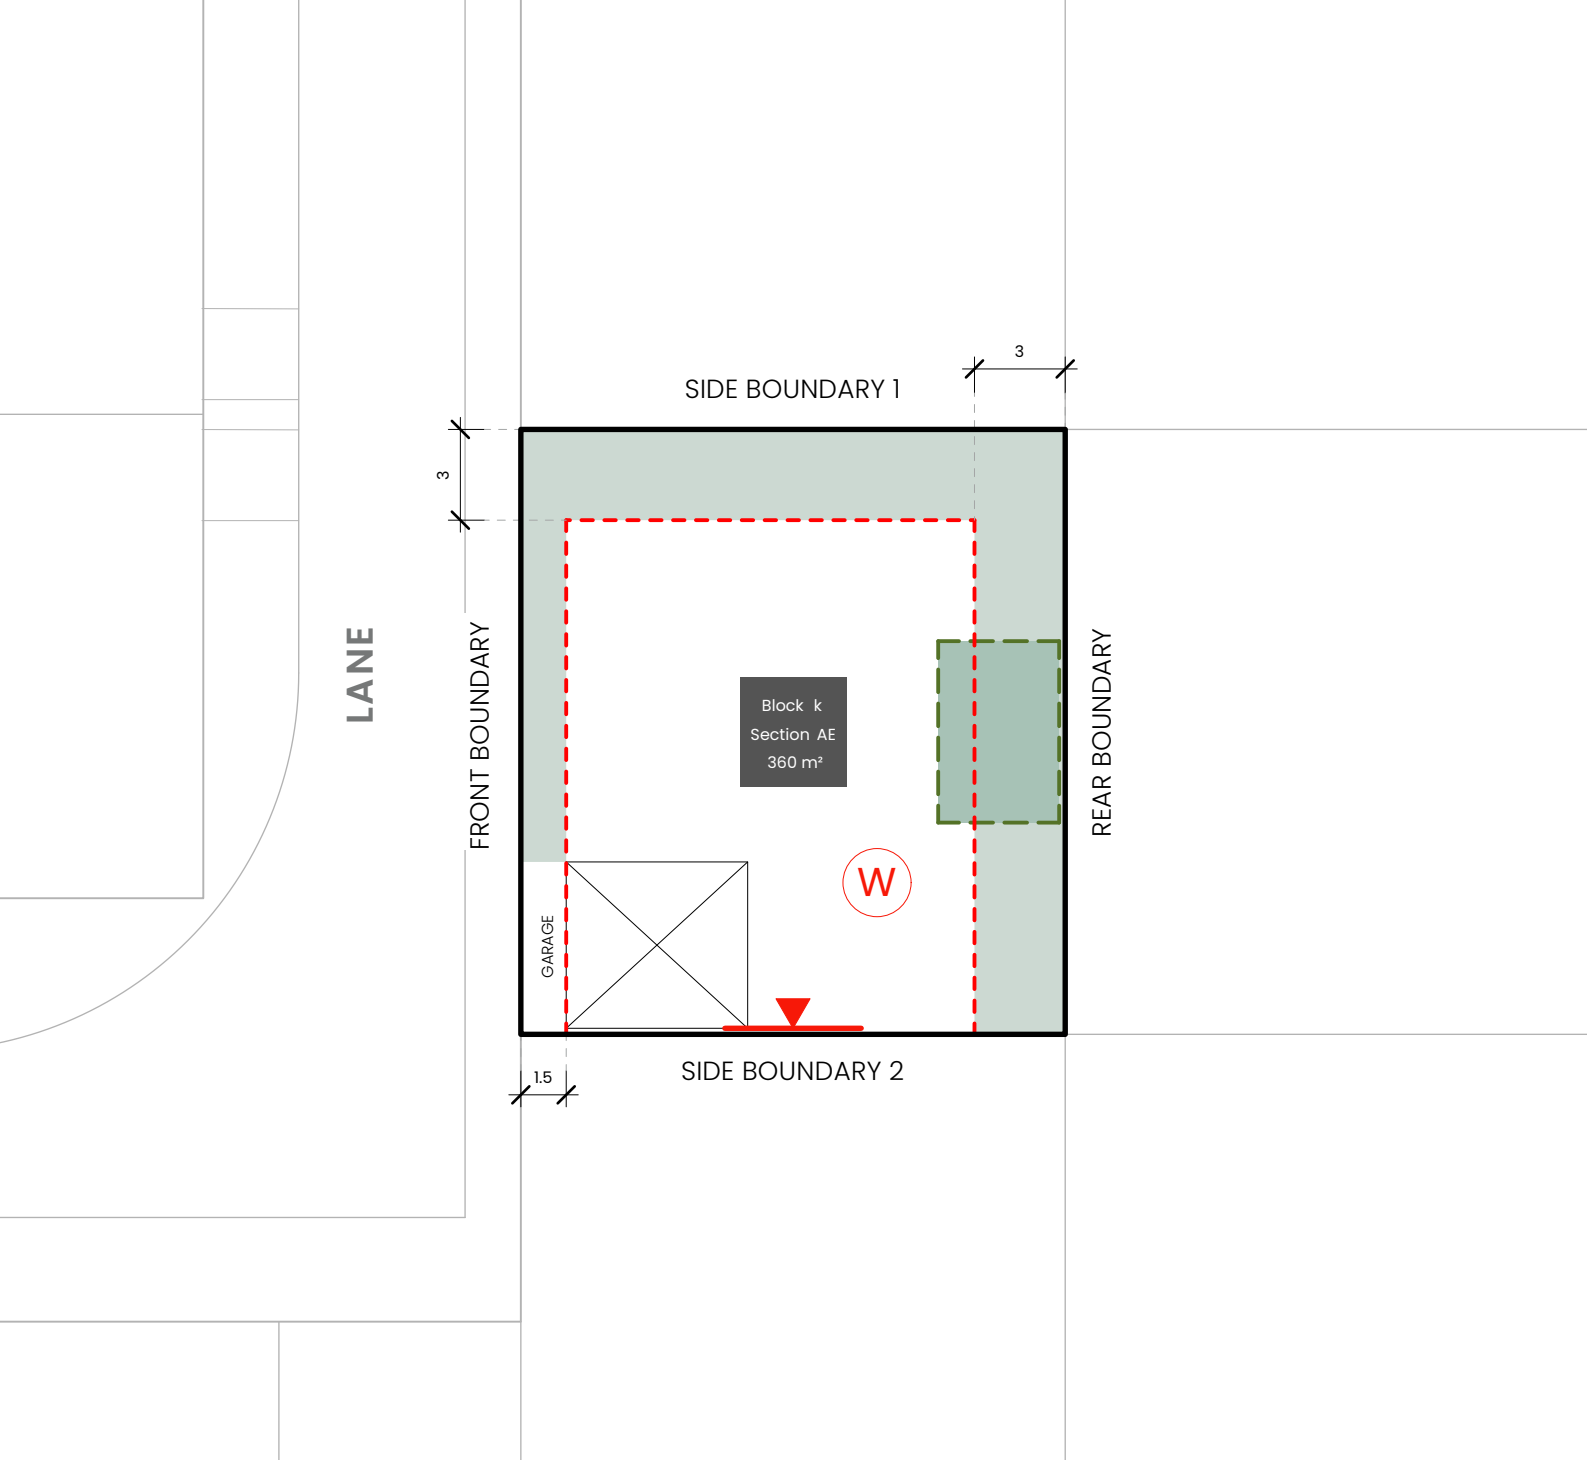 3
SIDE BOUNDARY 1
3
LANE
FRONT BOUNDARY
Block k
Section AE
360 m²
REAR BOUNDARY
W
GARAGE
SIDE BOUNDARY 2
1.5